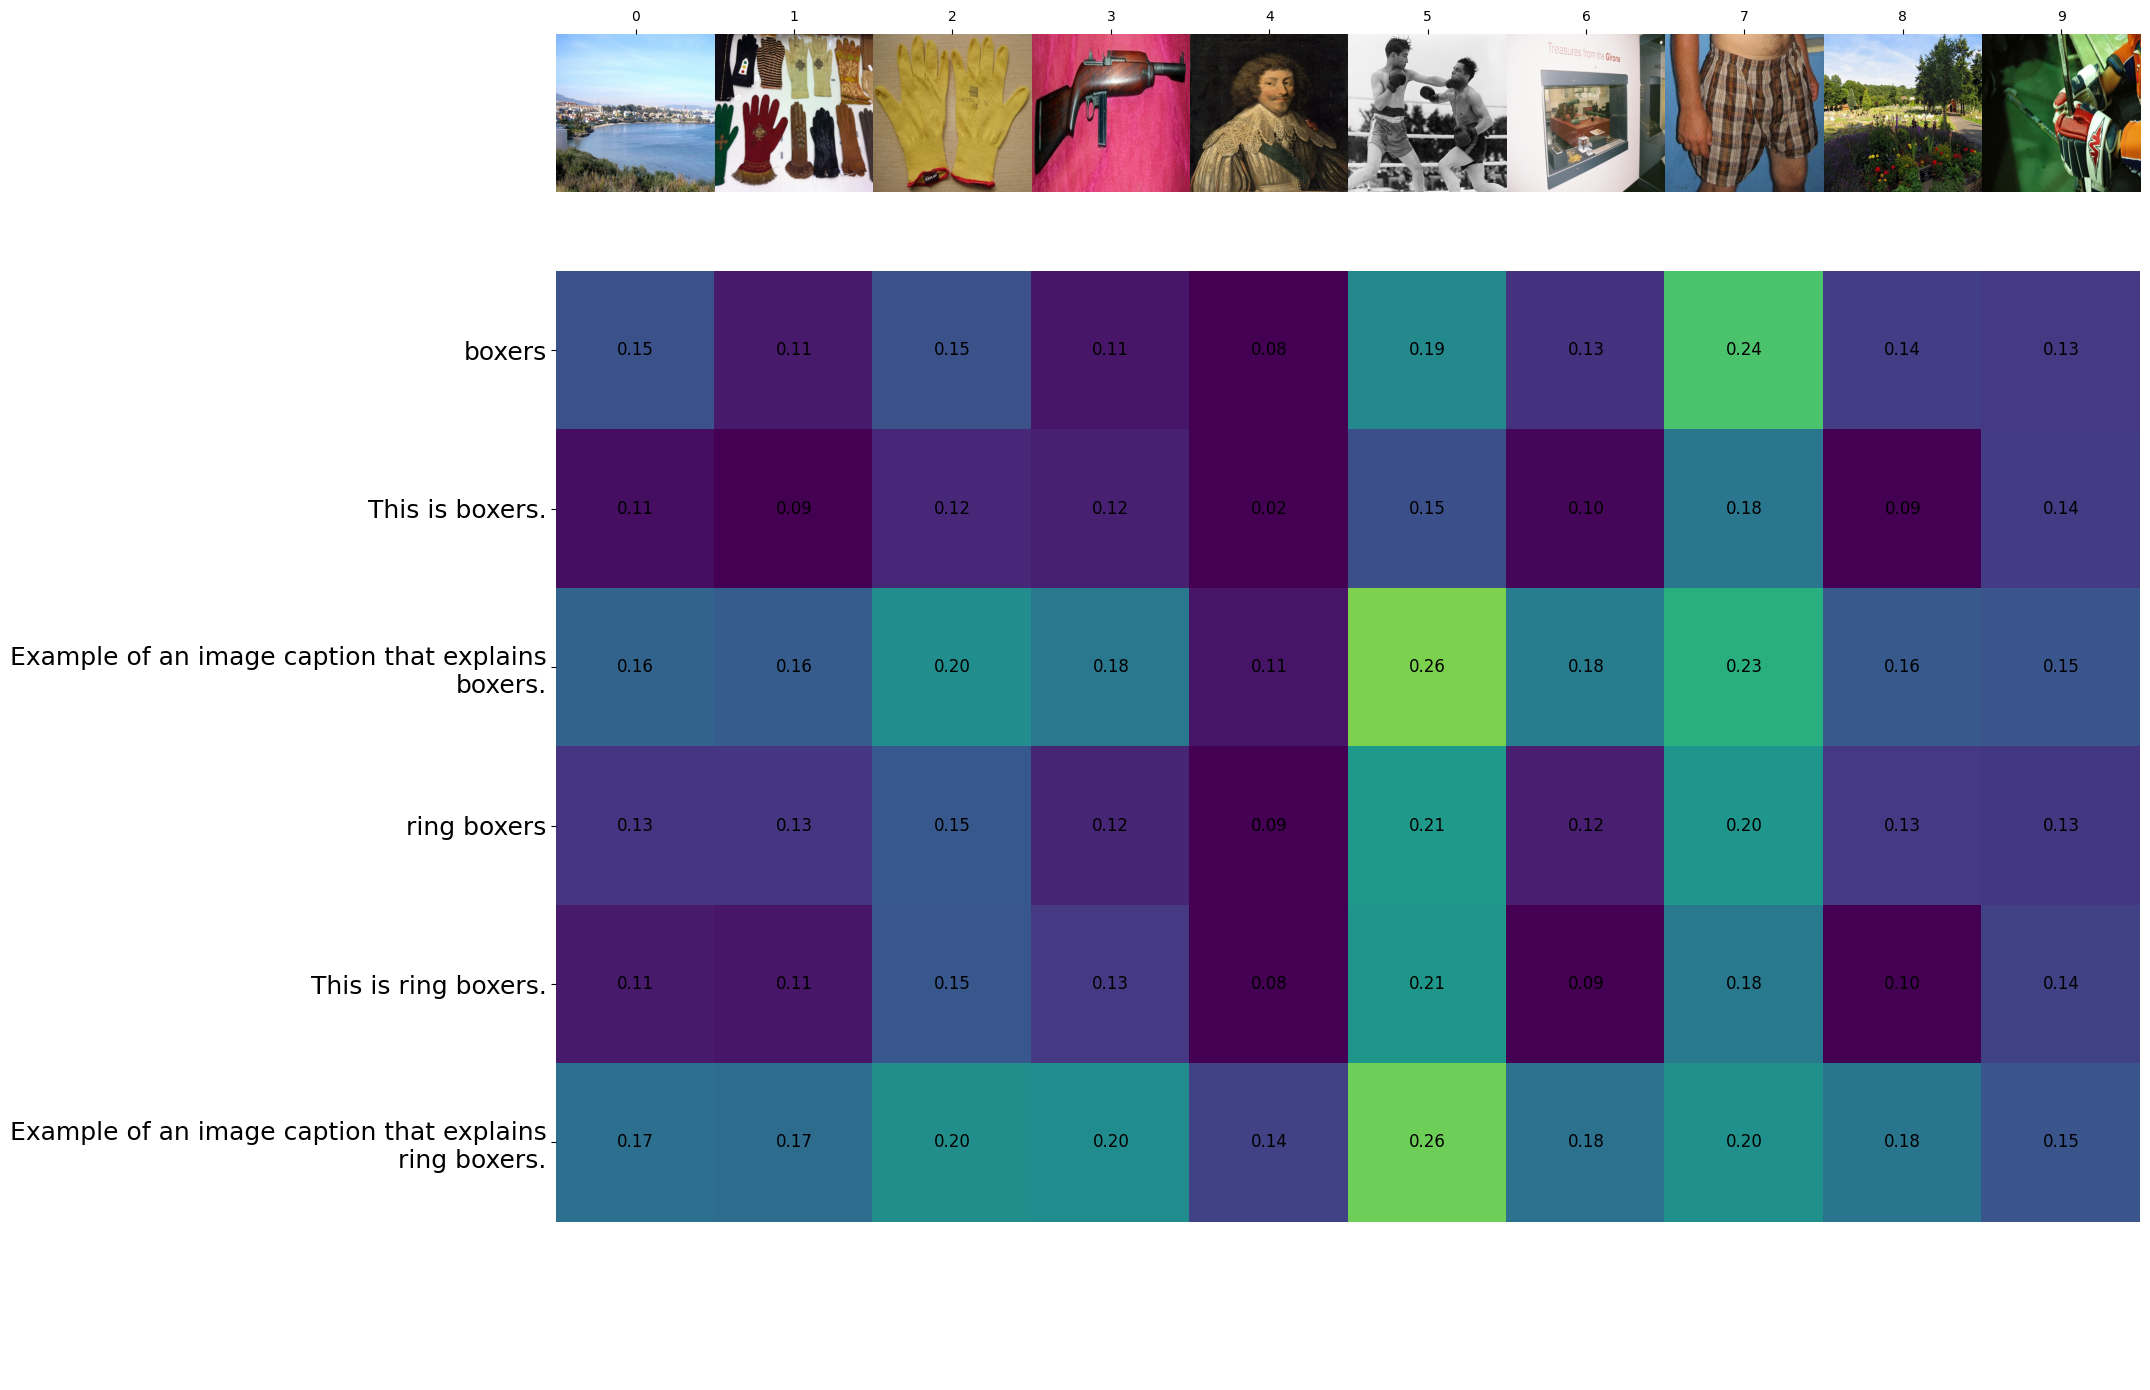 0 1 2 3 4 5 6 7 8 9
Treasures from the Girona
boxers 0.15 0.11 0.15 0.11 0.08 0.19 0.13 0.24 0.14 0.13
This is boxers. 0.11 0.09 0.12 0.12 0.02 0.15 0.10 0.18 0.09 0.14
Example of an image caption that explains
boxers. 0.16 0.16 0.20 0.18 0.11 0.26 0.18 0.23 0.16 0.15
ring boxers 0.13 0.13 0.15 0.12 0.09 0.21 0.12 0.20 0.13 0.13
This is ring boxers. 0.11 0.11 0.15 0.13 0.08 0.21 0.09 0.18 0.10 0.14
Example of an image caption that explains
ring boxers. 0.17 0.17 0.20 0.20 0.14 0.26 0.18 0.20 0.18 0.15